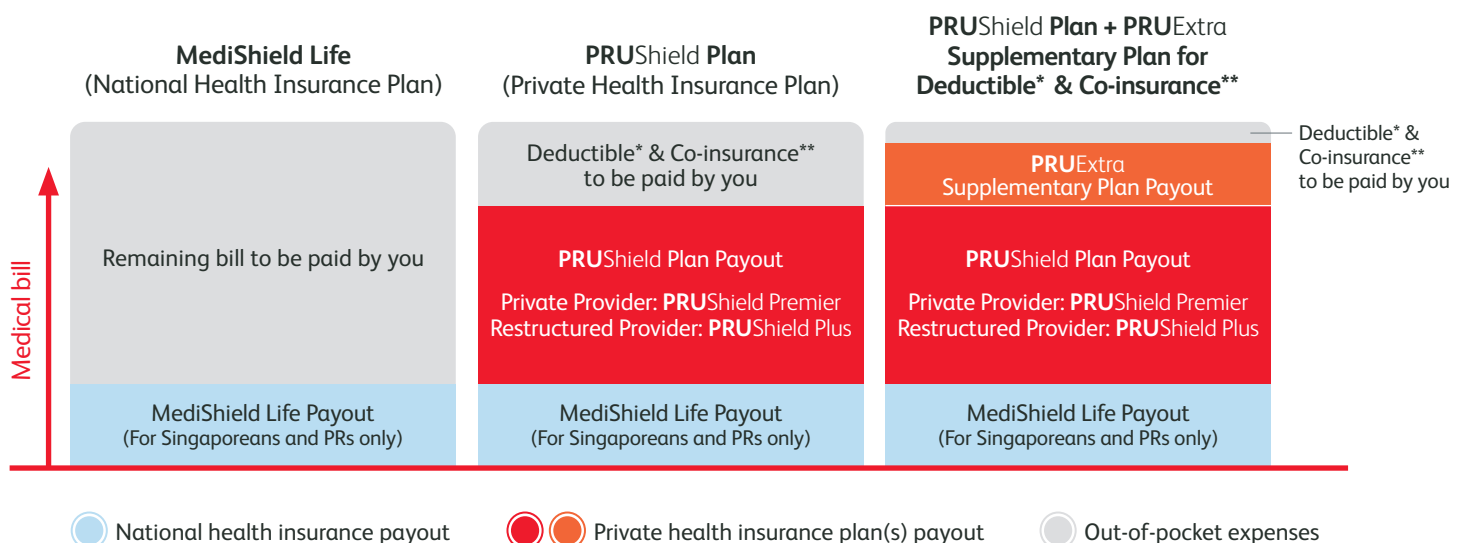 MediShield Life
(National Health Insurance Plan)
PRUShield Plan
(Private Health Insurance Plan)
PRUShield Plan + PRUExtra
Supplementary Plan for
Deductible* & Co-insurance**
Medical bill
Remaining bill to be paid by you
MediShield Life Payout
(For Singaporeans and PRs only)
Deductible* & Co-insurance**
to be paid by you
PRUShield Plan Payout
Private Provider: PRUShield Premier
Restructured Provider: PRUShield Plus
MediShield Life Payout
(For Singaporeans and PRs only)
PRUExtra
Supplementary Plan Payout
PRUShield Plan Payout
Private Provider: PRUShield Premier
Restructured Provider: PRUShield Plus
MediShield Life Payout
(For Singaporeans and PRs only)
Deductible* &
Co-insurance**
to be paid by you
National health insurance payout
Private health insurance plan(s) payout
Out-of-pocket expenses